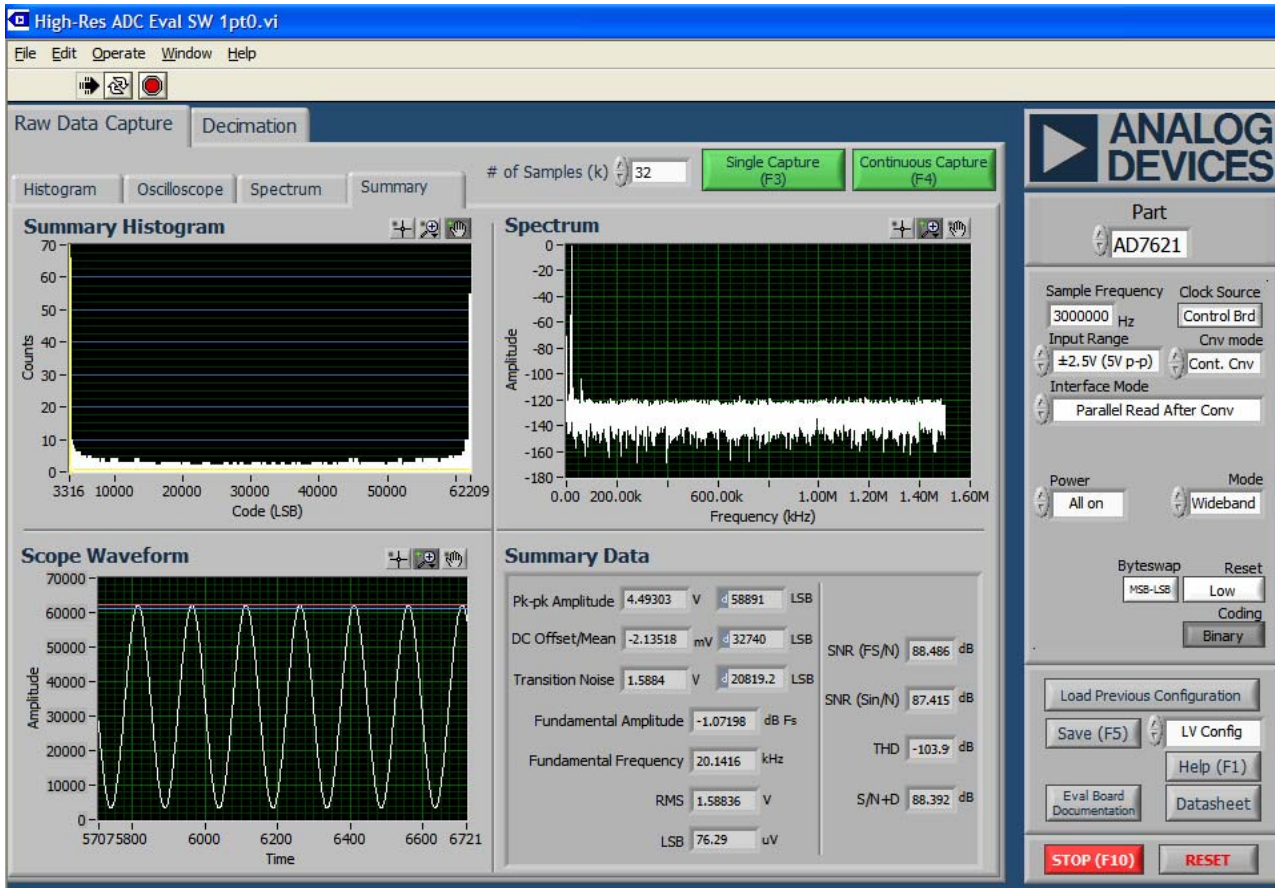 High-Res ADC Eval SW 1pt0.vi
File Edit Operate Window Help
Raw Data Capture
Decimation
Histogram
Oscilloscope
Spectrum
Summary
# of Samples (k)
32
Single Capture
(F3)
Continuous Capture
(F4)
Summary Histogram
70
60
50
40
30
20
10
0
Counts
3316 10000 20000 30000 40000 50000 62209
Code (LSB)
Spectrum
0
-20
-40
-60
-80
-100
-120
-140
-160
-180
Amplitude
0.00 200.00k 600.00k 1.00M 1.20M 1.40M 1.60M
Frequency (kHz)
Scope Waveform
70000
60000
50000
40000
30000
20000
10000
0
Amplitude
57075800 6000 6200 6400 6600 6721
Time
Summary Data
Pk-pk Amplitude 4.49303 V d 58891 LSB
DC Offset/Mean -2.13518 mV d 32740 LSB
Transition Noise 1.5884 V d 20819.2 LSB
Fundamental Amplitude -1.07198 dB Fs
Fundamental Frequency 20.1416 kHz
RMS 1.58836 V
LSB 76.29 uV
SNR (FS/N) 88.486 dB
SNR (Sin/N) 87.415 dB
THD -103.9 dB
S/N+D 88.392 dB
ANALOG
DEVICES
Part
AD7621
Sample Frequency
3000000 Hz
Clock Source
Control Brd
Input Range
±2.5V (5V p-p)
Cnv mode
Cont. Cnv
Interface Mode
Parallel Read After Conv
Power
All on
Mode
Wideband
Byteswap
MSB-LSB
Reset
Low
Coding
Binary
Load Previous Configuration
Save (F5)
LV Config
Help (F1)
Eval Board
Documentation
Datasheet
STOP (F10)
RESET